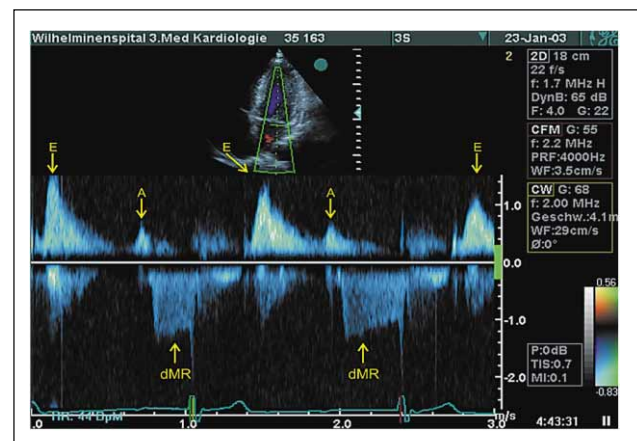 Wilhelminenspital 3.Med Kardiologie 35 163 3S 23-Jan-03
2
2D 18 cm
22 f/s
f: 1.7 MHz H
DynB: 65 dB
F: 4.0 G: 22
CFM G: 55
f: 2.2 MHz
PRF:4000Hz
WF:3.5cm/s
CW G: 68
f: 2.00 MHz
Geschw.:4.1m
WF:29cm/s
Ø:0°
E E E
A A
1.0
0.0
-1.0
-2.0
0.56
-0.83
dMR dMR
P:0dB
TIS:0.7
MI:0.1
HR: 44 BpM
.0 1.0 2.0 3.0 m/s
4:43:31